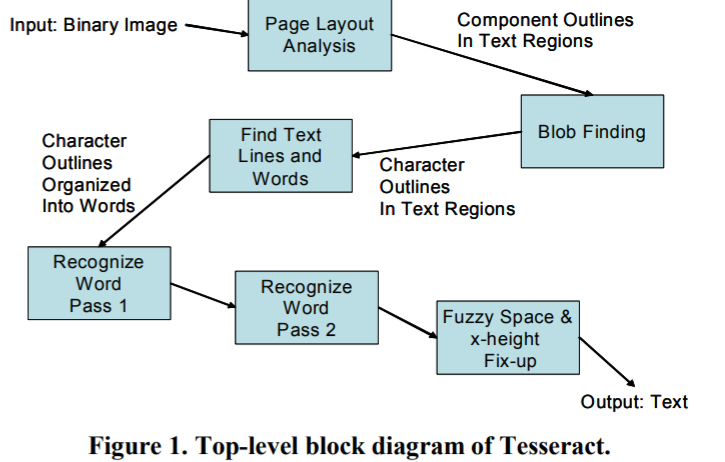 Input: Binary Image
Page Layout
Analysis
Component Outlines
In Text Regions
Blob Finding
Character
Outlines
In Text Regions
Find Text
Lines and
Words
Character
Outlines
Organized
Into Words
Recognize
Word
Pass 1
Recognize
Word
Pass 2
Fuzzy Space &
x-height
Fix-up
Output: Text
Figure 1. Top-level block diagram of Tesseract.